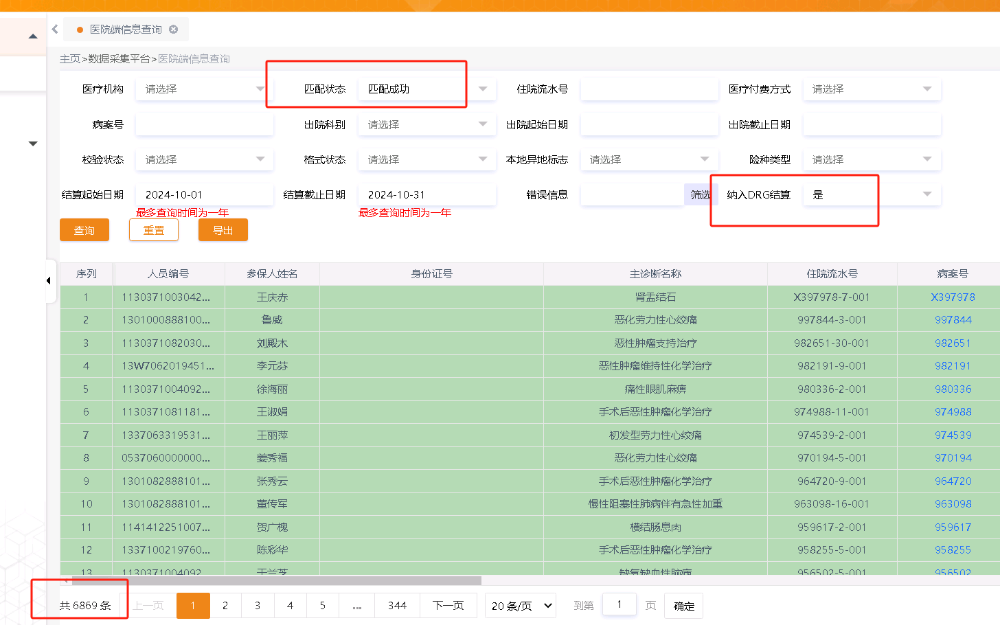 医院端信息查询
主页>数据采集平台>医院端信息查询
医疗机构 请选择 匹配状态 匹配成功 住院流水号 医疗付费方式 请选择
病案号 出院科别 请选择 出院起始日期 出院截止日期
校验状态 请选择 格式状态 请选择 本地异地标志 请选择 险种类型 请选择
结算起始日期 2024-10-01 结算截止日期 2024-10-31 错误信息 筛选 纳入DRG结算 是
最多查询时间为一年 最多查询时间为一年
查询 重置 导出
序列 人员编号 参保人姓名 身份证号 主诊断名称 住院流水号 病案号
1 1130371003042... 王庆赤 肾盂结石 X397978-7-001 X397978
2 1301000888100... 鲁威 恶化劳力性心绞痛 997844-3-001 997844
3 1130371082030... 刘殿木 恶性肿瘤支持治疗 982651-30-001 982651
4 13W7062019451... 李元芬 恶性肿瘤维持性化学治疗 982191-9-001 982191
5 1130371004092... 徐海丽 痛性眼肌麻痹 980336-2-001 980336
6 1130371081181... 王淑娟 手术后恶性肿瘤化学治疗 974988-11-001 974988
7 1337063319531... 王丽萍 初发型劳力性心绞痛 974539-2-001 974539
8 0537060000000... 姜秀福 恶化劳力性心绞痛 970194-5-001 970194
9 1301082888101... 张秀云 手术后恶性肿瘤化学治疗 964720-9-001 964720
10 1301082888101... 董传军 慢性阻塞性肺病伴有急性加重 963098-16-001 963098
11 1141412251007... 贺广槐 横结肠息肉 959617-2-001 959617
12 1337100219760... 陈彩华 手术后恶性肿瘤化学治疗 958255-5-001 958255
13 1130371004092... 王兰芝 缺氧缺血性脑病 956502-5-001 956502
共 6869 条 上一页 1 2 3 4 5 ... 344 下一页 20 条/页 到第 1 页 确定